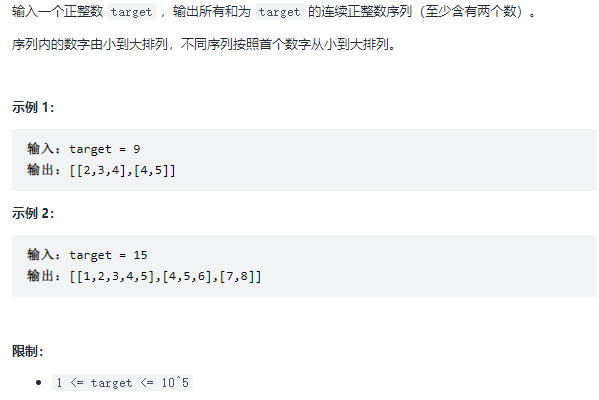 输入一个正整数 target ，输出所有和为 target 的连续正整数序列（至少含有两个数）。
序列内的数字由小到大排列，不同序列按照首个数字从小到大排列。
示例 1：
输入：target = 9
输出：[[2,3,4],[4,5]]
示例 2：
输入：target = 15
输出：[[1,2,3,4,5],[4,5,6],[7,8]]
限制：
• 1 <= target <= 10^5